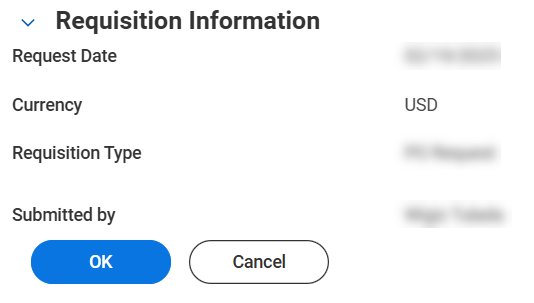 Requisition Information
Request Date
Currency USD
Requisition Type
Submitted by
OK Cancel